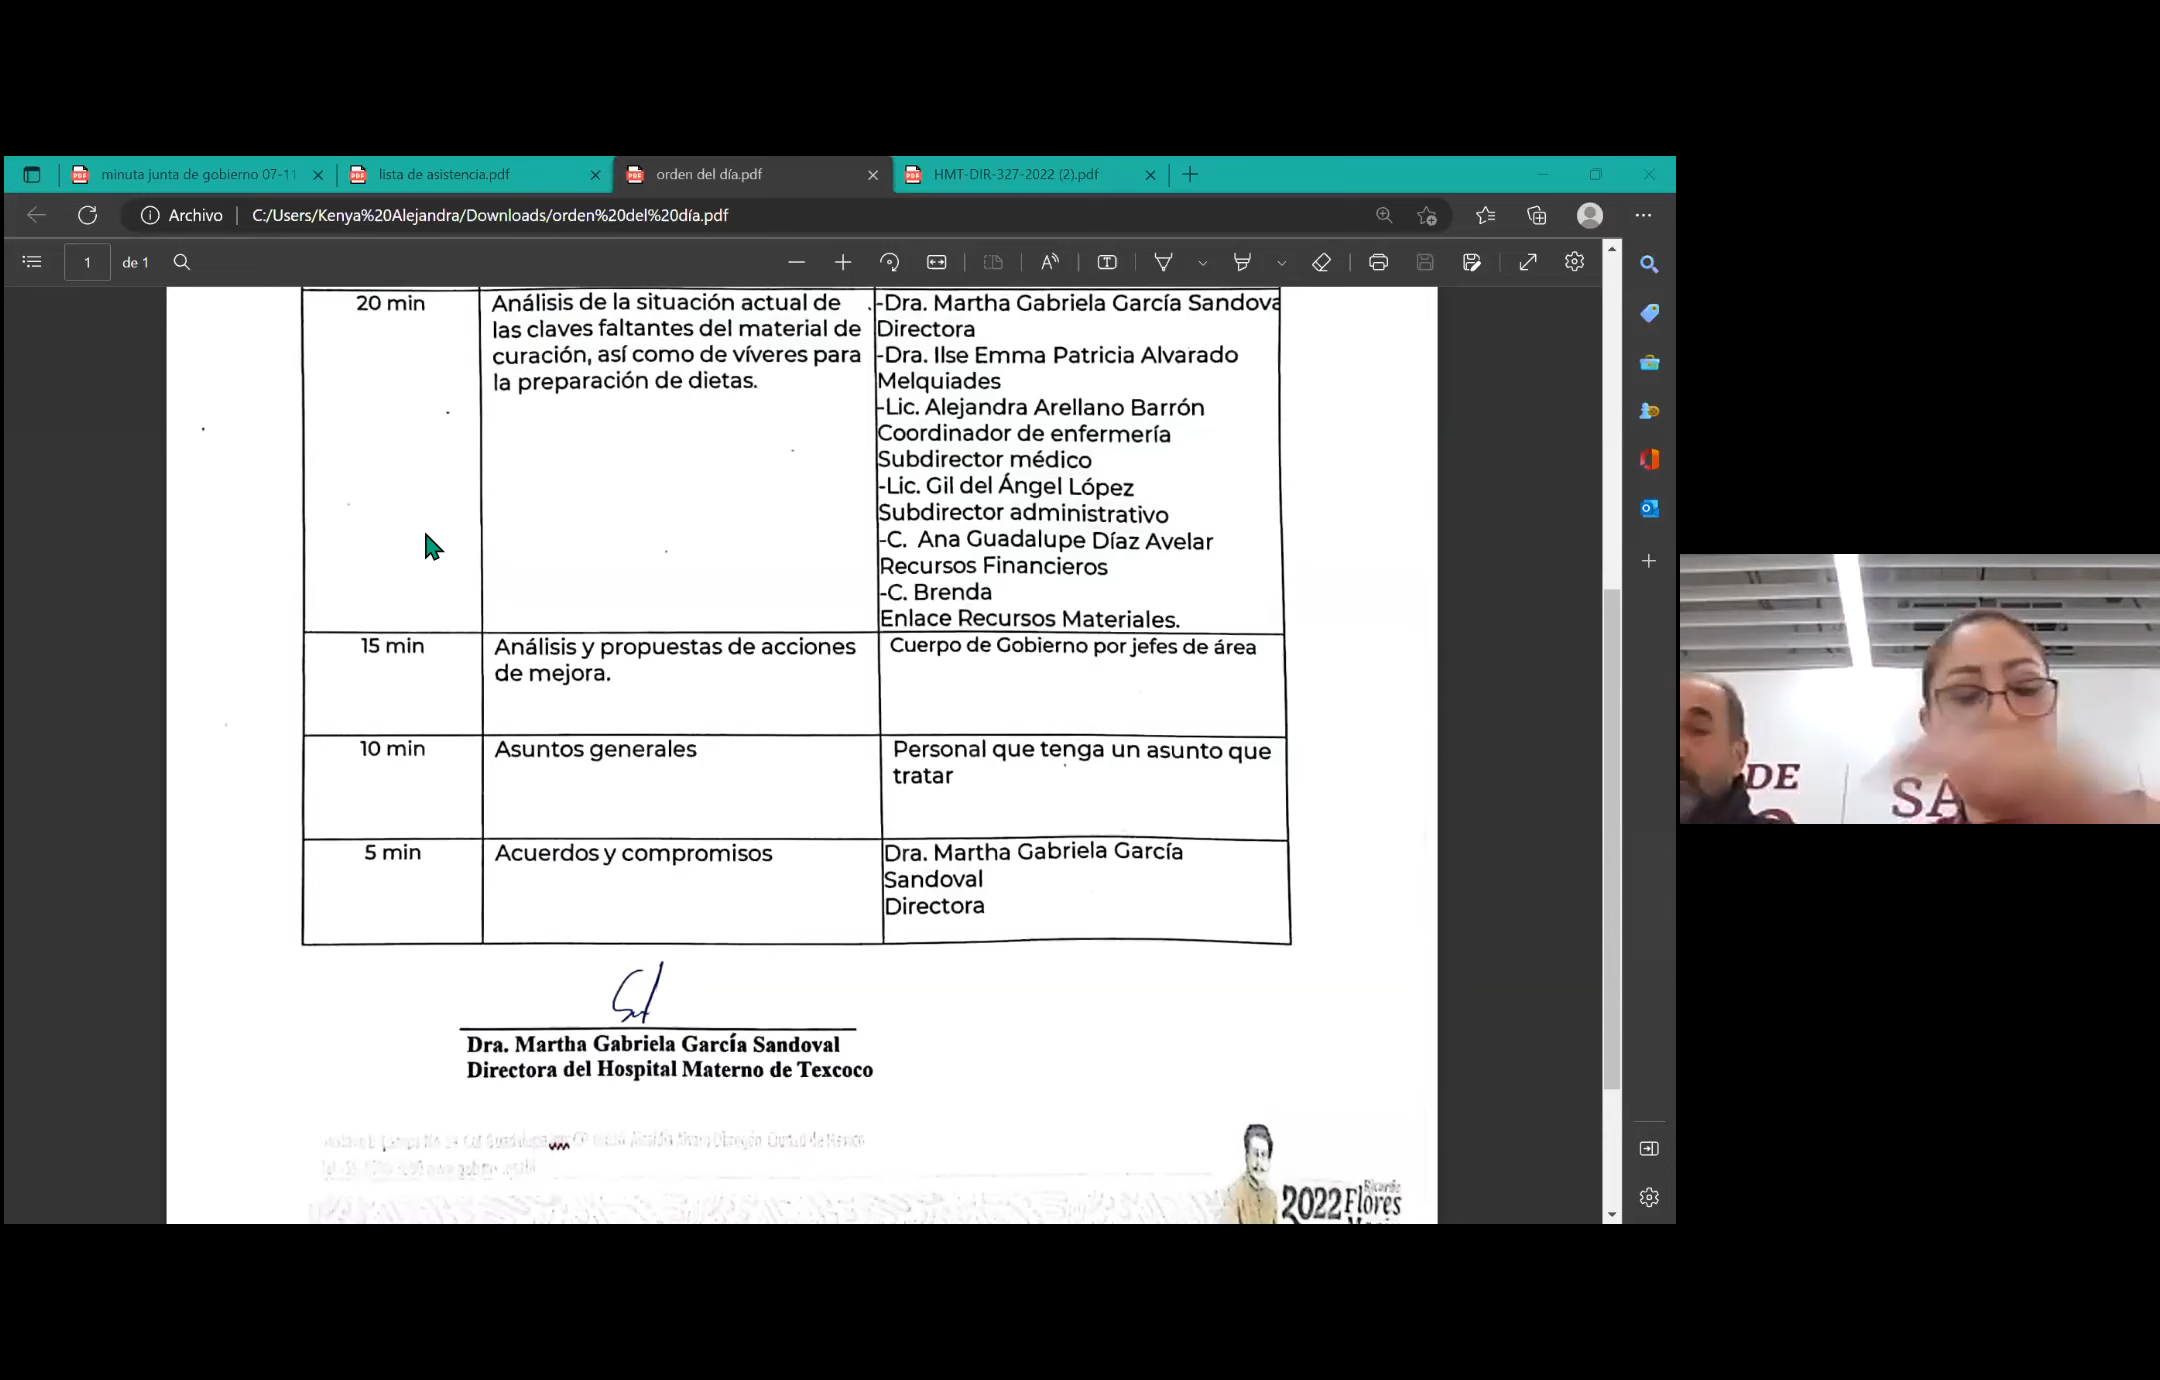 minuta junta de gobierno 07-11
lista de asistencia.pdf
orden del día.pdf
HMT-DIR-327-2022 (2).pdf
Archivo
C:/Users/Kenya%20Alejandra/Downloads/orden%20del%20día.pdf
1 de 1
20 min
Análisis de la situación actual de
las claves faltantes del material de
curación, así como de víveres para
la preparación de dietas.
-Dra. Martha Gabriela García Sandova
Directora
-Dra. Ilse Emma Patricia Alvarado
Melquiades
-Lic. Alejandra Arellano Barrón
Coordinador de enfermería
Subdirector médico
-Lic. Gil del Ángel López
Subdirector administrativo
-C. Ana Guadalupe Díaz Avelar
Recursos Financieros
-C. Brenda
Enlace Recursos Materiales.
15 min
Análisis y propuestas de acciones
de mejora.
Cuerpo de Gobierno por jefes de área
10 min
Asuntos generales
Personal que tenga un asunto que
tratar
5 min
Acuerdos y compromisos
Dra. Martha Gabriela García
Sandoval
Directora
Dra. Martha Gabriela García Sandoval
Directora del Hospital Materno de Texcoco
Ciudad de México
2022 Ricardo
Flores
DE
SA